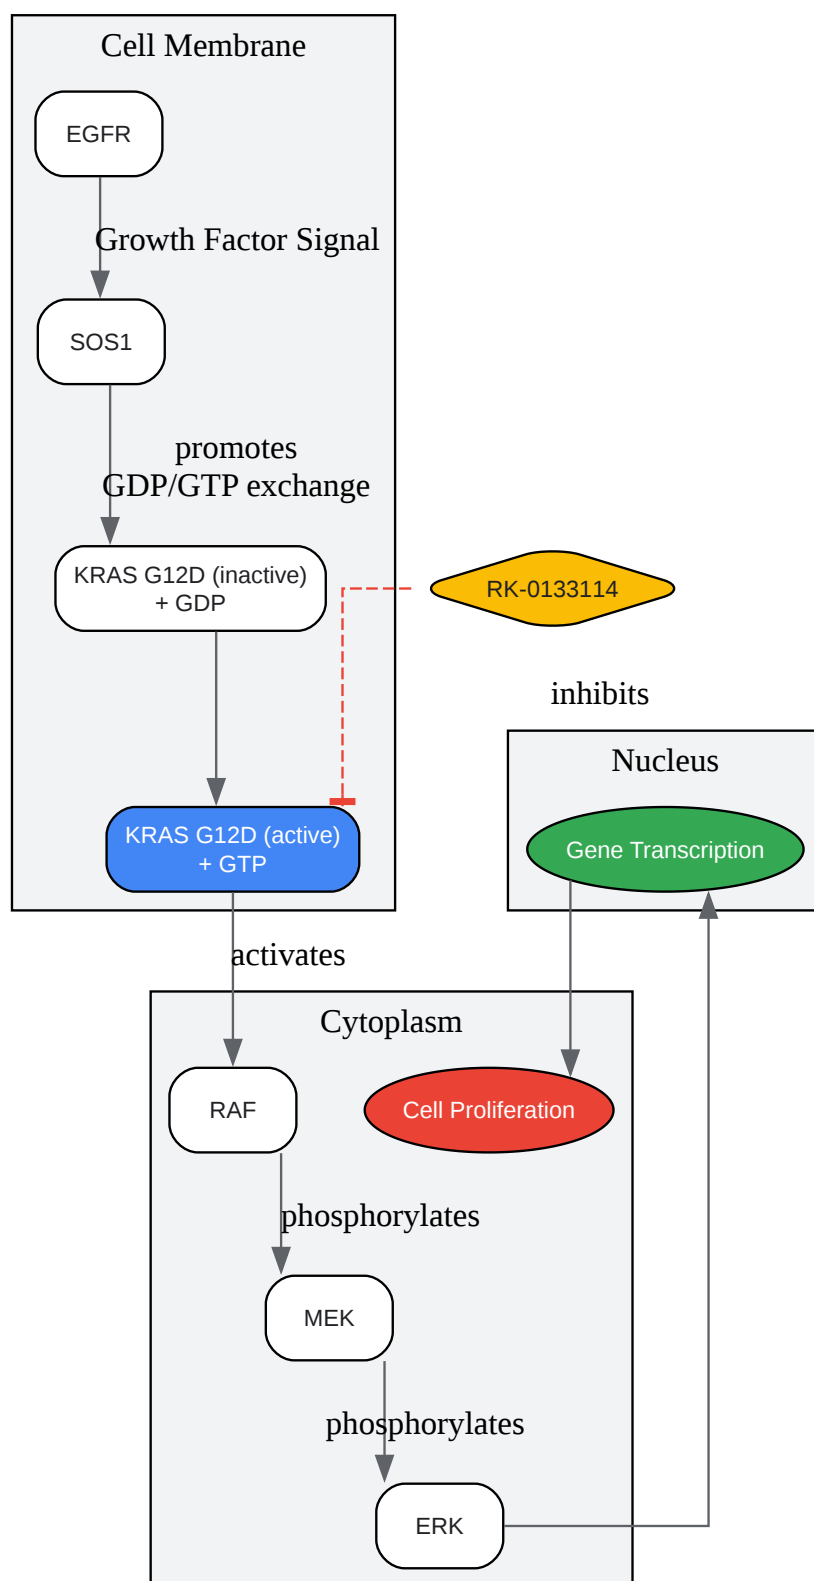 Cell Membrane
EGFR
Growth Factor Signal
SOS1
promotes
GDP/GTP exchange
KRAS G12D (inactive)
+ GDP
RK-0133114
inhibits
Nucleus
KRAS G12D (active)
+ GTP
Gene Transcription
activates
Cytoplasm
RAF
Cell Proliferation
phosphorylates
MEK
phosphorylates
ERK